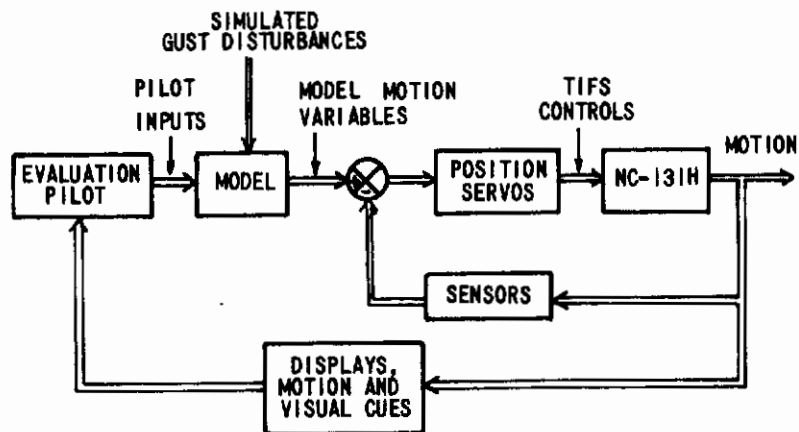 SIMULATED
GUST DISTURBANCES
PILOT
INPUTS
MODEL MOTION
VARIABLES
TIFS
CONTROLS
MOTION
EVALUATION
PILOT
MODEL
POSITION
SERVOS
NC-131H
SENSORS
DISPLAYS,
MOTION AND
VISUAL CUES